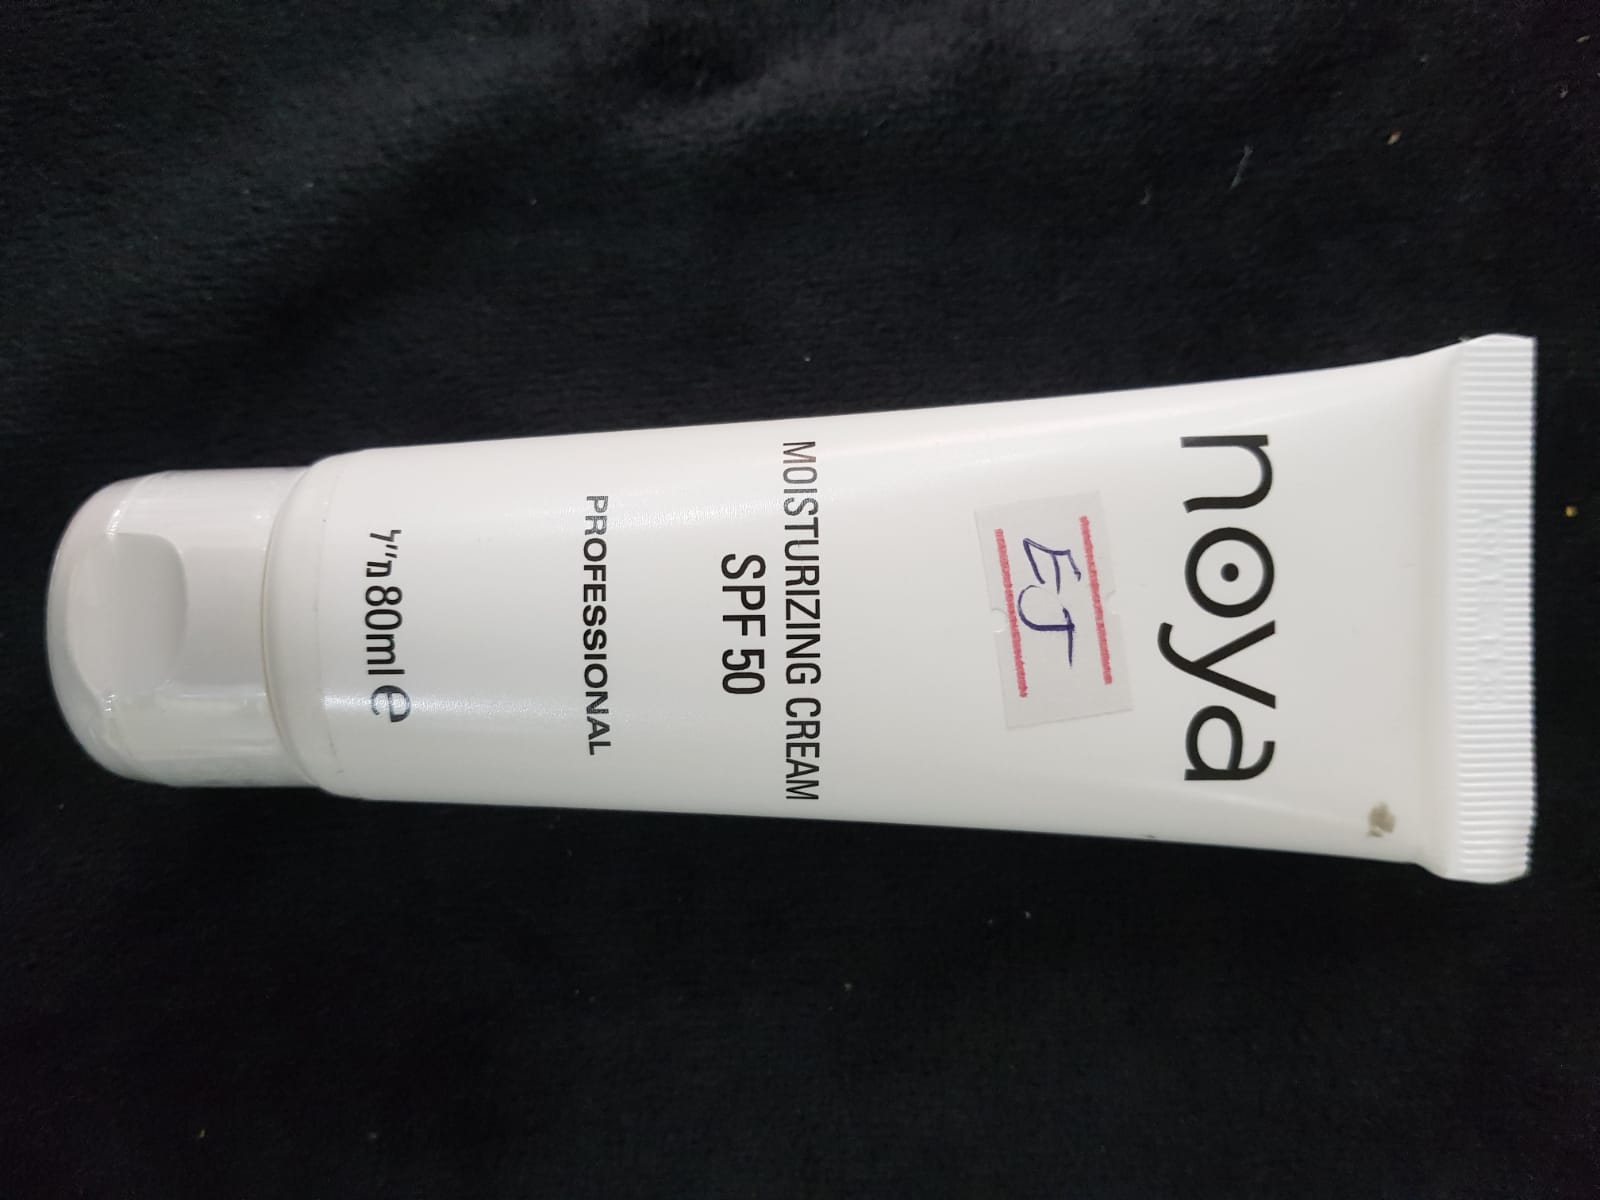 noya
EJ
MOISTURIZING CREAM
SPF 50
PROFESSIONAL
80ml e מ"ל